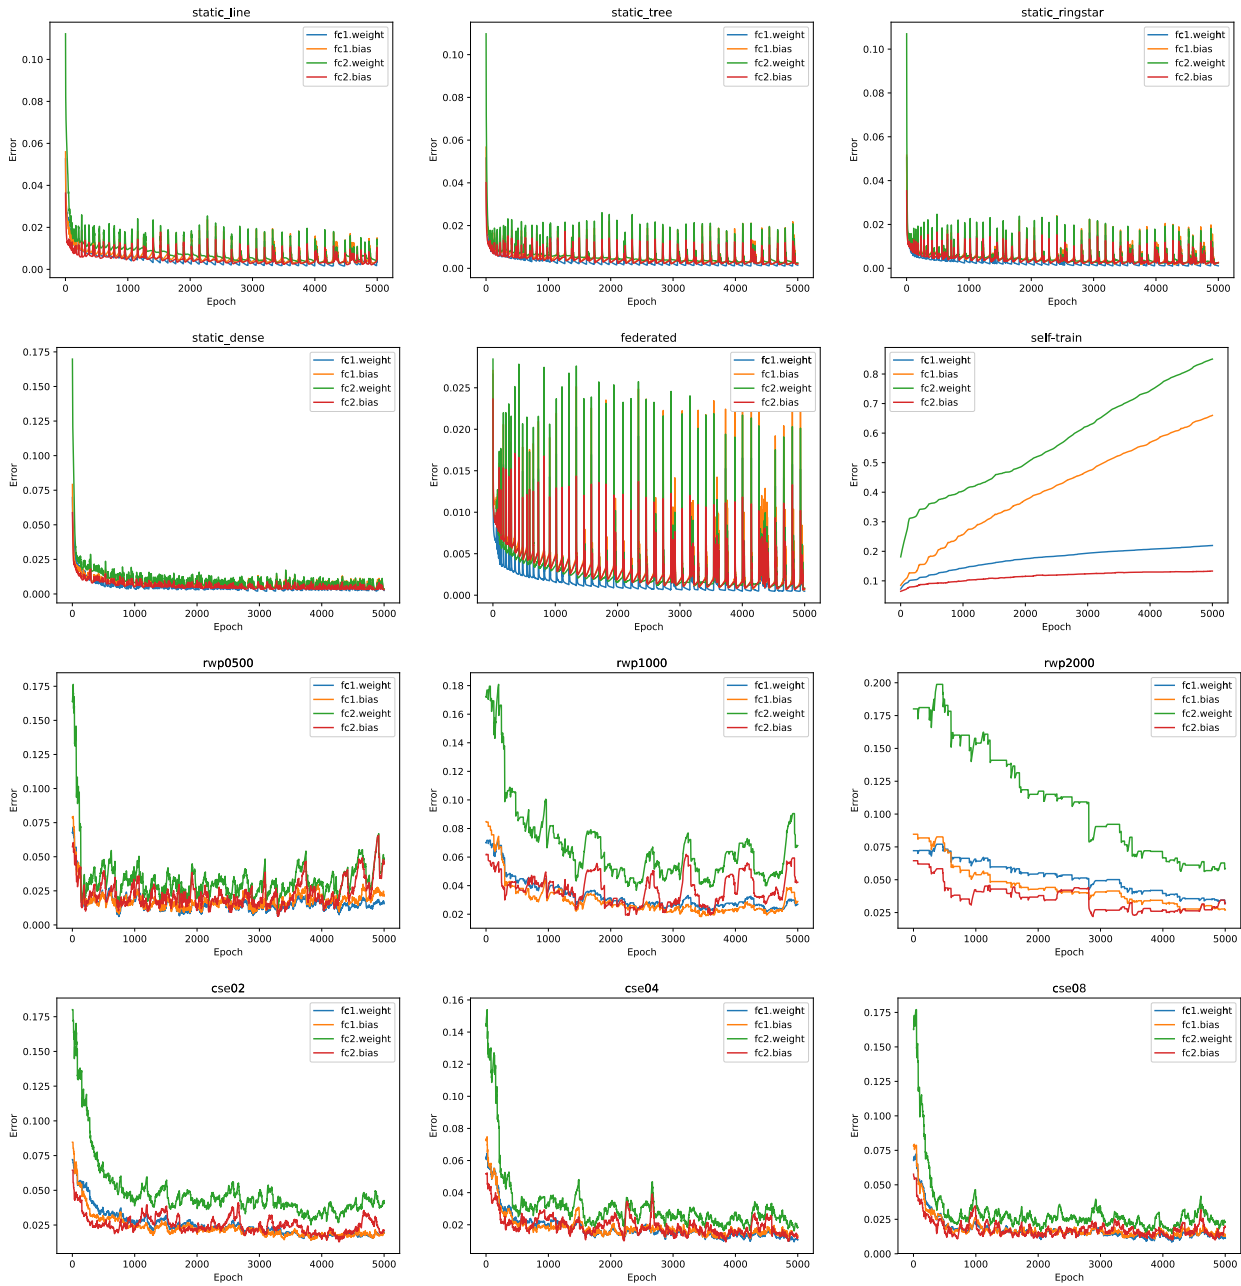 static_line
0.10
0.08
0.06
0.04
0.02
0.00
Error
0 1000 2000 3000 4000 5000
Epoch
fc1.weight
fc1.bias
fc2.weight
fc2.bias
static_tree
0.10
0.08
0.06
0.04
0.02
0.00
Error
0 1000 2000 3000 4000 5000
Epoch
fc1.weight
fc1.bias
fc2.weight
fc2.bias
static_ringstar
0.10
0.08
0.06
0.04
0.02
0.00
Error
0 1000 2000 3000 4000 5000
Epoch
fc1.weight
fc1.bias
fc2.weight
fc2.bias
static_dense
0.175
0.150
0.125
0.100
0.075
0.050
0.025
0.000
Error
0 1000 2000 3000 4000 5000
Epoch
fc1.weight
fc1.bias
fc2.weight
fc2.bias
federated
0.025
0.020
0.015
0.010
0.005
0.000
Error
0 1000 2000 3000 4000 5000
Epoch
fc1.weight
fc1.bias
fc2.weight
fc2.bias
self-train
0.8
0.7
0.6
0.5
0.4
0.3
0.2
0.1
Error
0 1000 2000 3000 4000 5000
Epoch
fc1.weight
fc1.bias
fc2.weight
fc2.bias
rwp0500
0.175
0.150
0.125
0.100
0.075
0.050
0.025
0.000
Error
0 1000 2000 3000 4000 5000
Epoch
fc1.weight
fc1.bias
fc2.weight
fc2.bias
rwp1000
0.18
0.16
0.14
0.12
0.10
0.08
0.06
0.04
0.02
Error
0 1000 2000 3000 4000 5000
Epoch
fc1.weight
fc1.bias
fc2.weight
fc2.bias
rwp2000
0.200
0.175
0.150
0.125
0.100
0.075
0.050
0.025
Error
0 1000 2000 3000 4000 5000
Epoch
fc1.weight
fc1.bias
fc2.weight
fc2.bias
cse02
0.175
0.150
0.125
0.100
0.075
0.050
0.025
Error
0 1000 2000 3000 4000 5000
Epoch
fc1.weight
fc1.bias
fc2.weight
fc2.bias
cse04
0.16
0.14
0.12
0.10
0.08
0.06
0.04
0.02
Error
0 1000 2000 3000 4000 5000
Epoch
fc1.weight
fc1.bias
fc2.weight
fc2.bias
cse08
0.175
0.150
0.125
0.100
0.075
0.050
0.025
0.000
Error
0 1000 2000 3000 4000 5000
Epoch
fc1.weight
fc1.bias
fc2.weight
fc2.bias